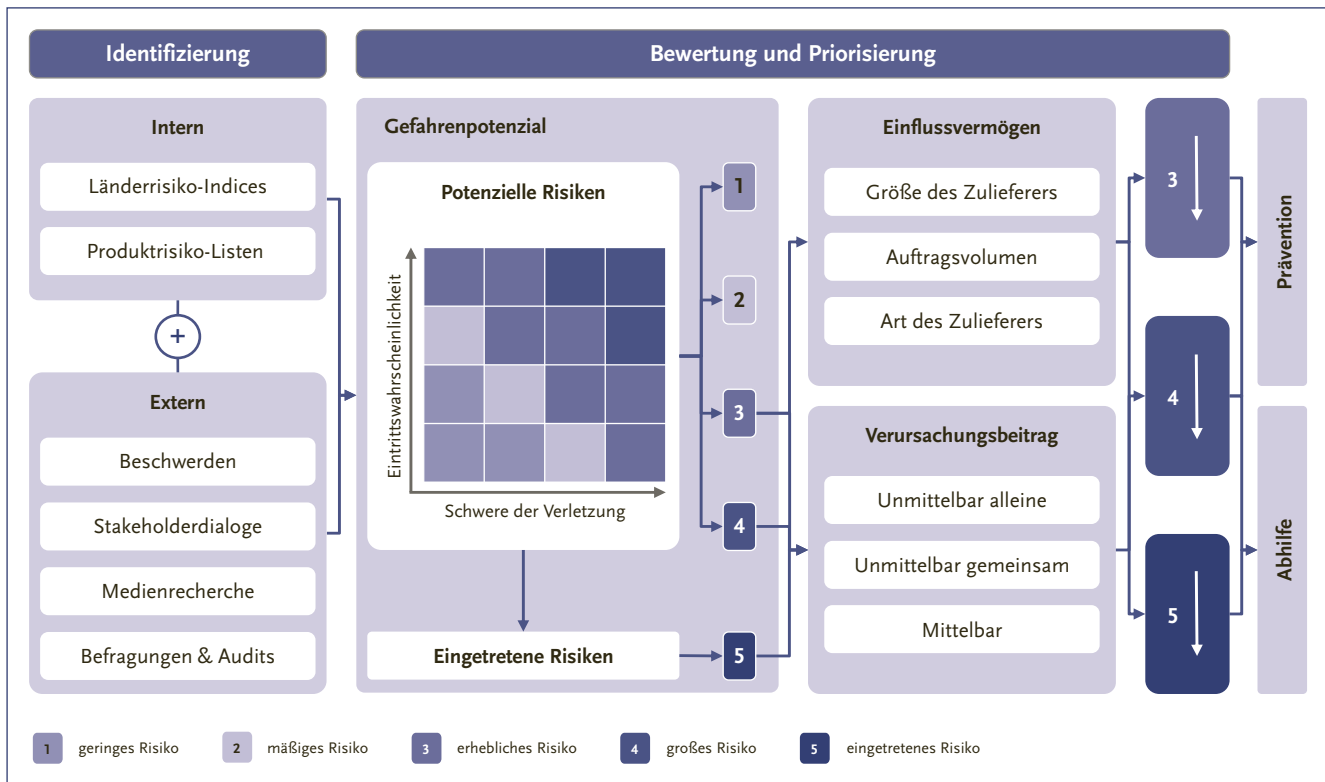 Identifizierung
Bewertung und Priorisierung
Intern
Länderrisiko-Indices
Produktrisiko-Listen
+
Extern
Beschwerden
Stakeholderdialoge
Medienrecherche
Befragungen & Audits
Gefahrenpotenzial
Potenzielle Risiken
Eintrittswahrscheinlichkeit
Schwere der Verletzung
Eingetretene Risiken
1
2
3
4
5
Einflussvermögen
Größe des Zulieferers
Auftragsvolumen
Art des Zulieferers
Verursachungsbeitrag
Unmittelbar alleine
Unmittelbar gemeinsam
Mittelbar
3
4
5
Prävention
Abhilfe
1 geringes Risiko
2 mäßiges Risiko
3 erhebliches Risiko
4 großes Risiko
5 eingetretenes Risiko